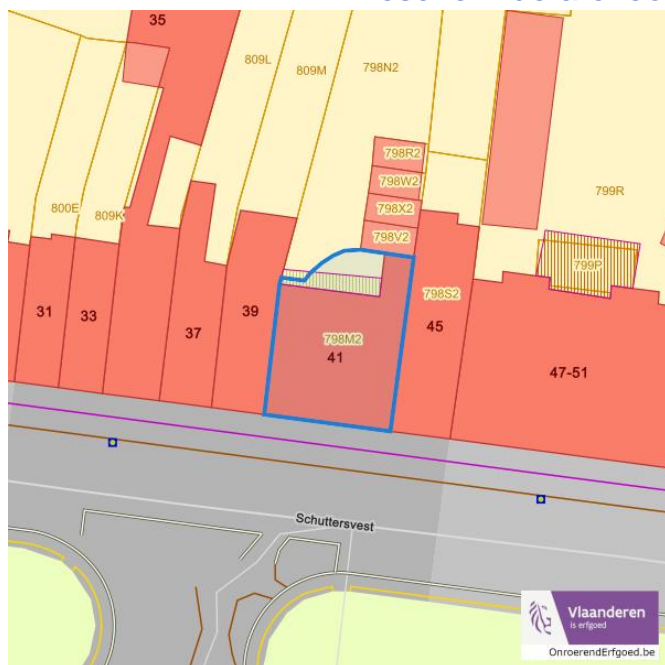 35
809L
809M
798N2
798R2
798W2
798X2
798V2
799R
800E
809K
799P
798S2
31
33
37
39
798M2
41
45
47-51
Schuttersvest
Vlaanderen
is erfgoed
OnroerendErfgoed.be